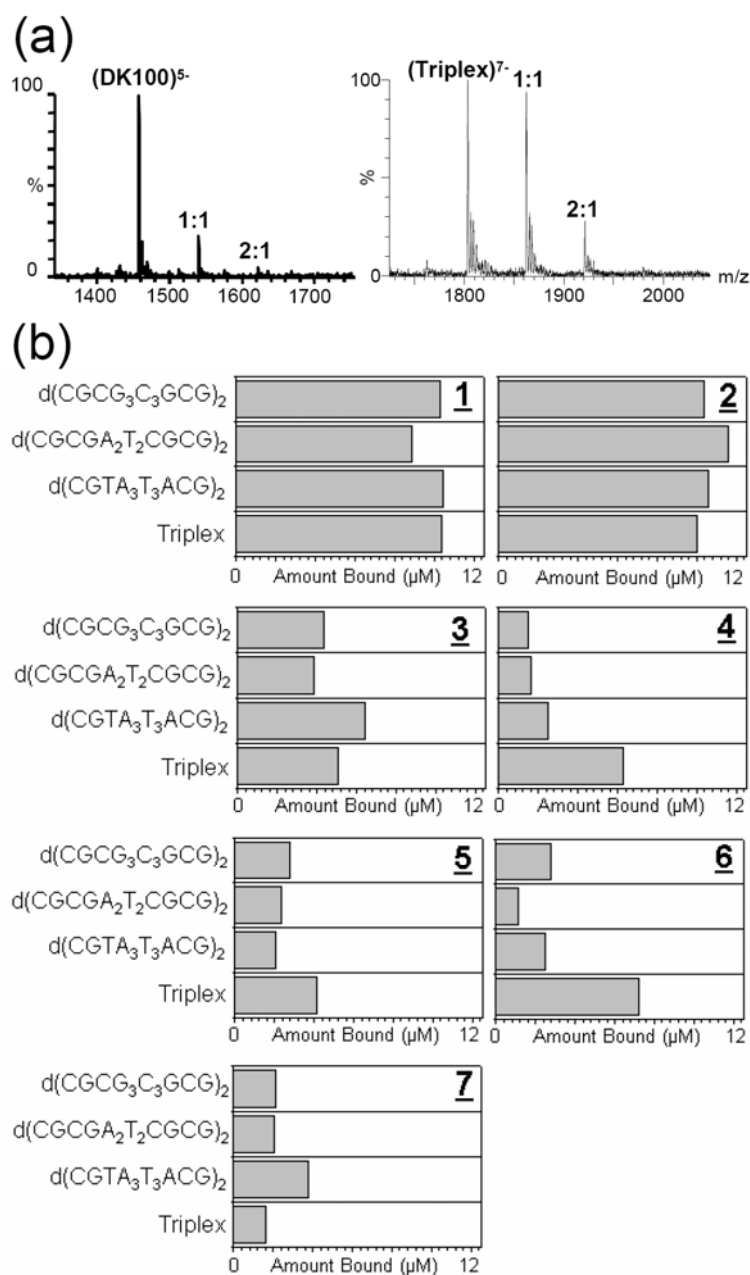 (a)
(DK100)⁵⁻
100
%
0
1:1
2:1
1400 1500 1600 1700
(Triplex)⁷⁻
100
%
0
1:1
2:1
1800 1900 2000 m/z
(b)
d(CGCG₃C₃GCG)₂
d(CGCGA₂T₂CGCG)₂
d(CGTA₃T₃ACG)₂
Triplex
1
0 Amount Bound (µM) 12
2
0 Amount Bound (µM) 12
d(CGCG₃C₃GCG)₂
d(CGCGA₂T₂CGCG)₂
d(CGTA₃T₃ACG)₂
Triplex
3
0 Amount Bound (µM) 12
4
0 Amount Bound (µM) 12
d(CGCG₃C₃GCG)₂
d(CGCGA₂T₂CGCG)₂
d(CGTA₃T₃ACG)₂
Triplex
5
0 Amount Bound (µM) 12
6
0 Amount Bound (µM) 12
d(CGCG₃C₃GCG)₂
d(CGCGA₂T₂CGCG)₂
d(CGTA₃T₃ACG)₂
Triplex
7
0 Amount Bound (µM) 12